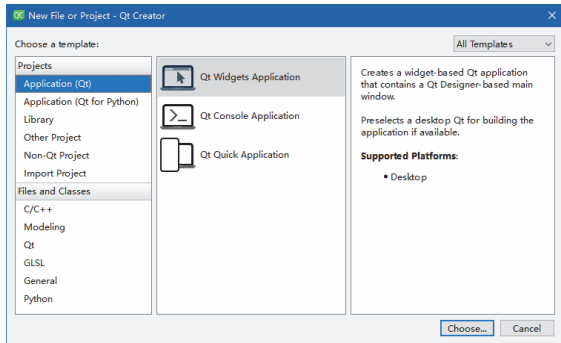 QC New File or Project - Qt Creator
Choose a template:
All Templates
Projects
Application (Qt)
Application (Qt for Python)
Library
Other Project
Non-Qt Project
Import Project
Files and Classes
C/C++
Modeling
Qt
GLSL
General
Python
Qt Widgets Application
Qt Console Application
Qt Quick Application
Creates a widget-based Qt application
that contains a Qt Designer-based main
window.
Preselects a desktop Qt for building the
application if available.
Supported Platforms:
• Desktop
Choose...
Cancel